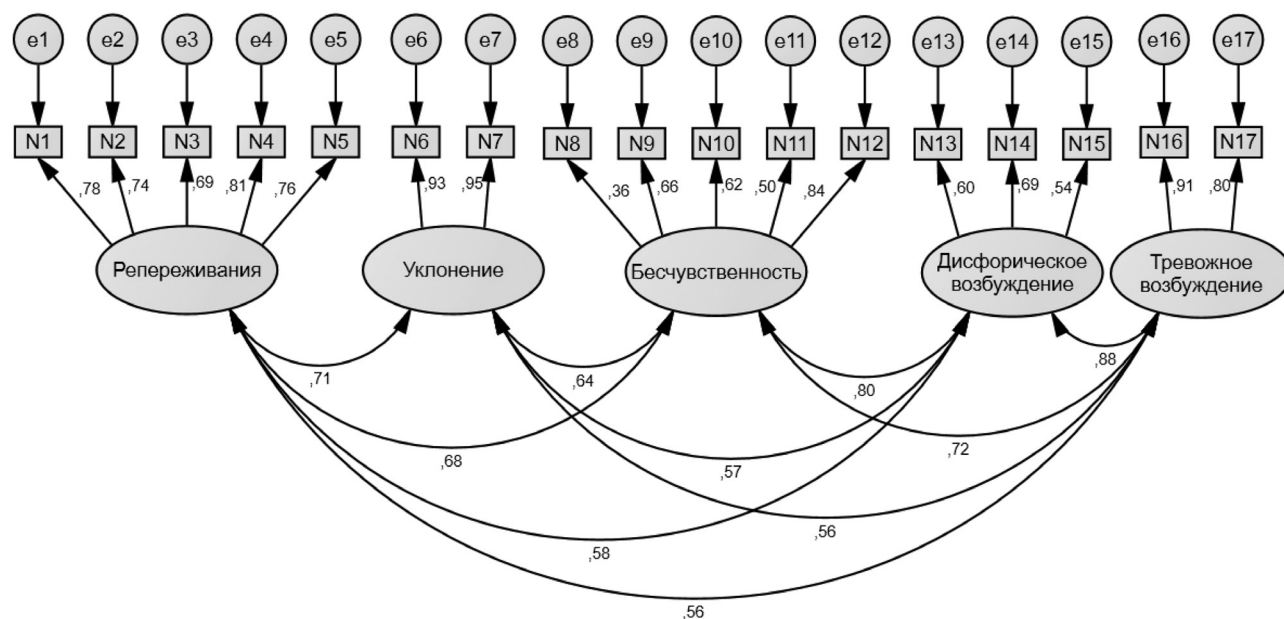 e1 e2 e3 e4 e5 e6 e7 e8 e9 e10 e11 e12 e13 e14 e15 e16 e17
N1 N2 N3 N4 N5 N6 N7 N8 N9 N10 N11 N12 N13 N14 N15 N16 N17
,78 ,74 ,69 ,81 ,76 ,93 ,95 ,36 ,66 ,62 ,50 ,84 ,60 ,69 ,54 ,91 ,80
Репереживания
Уклонение
Бесчувственность
Дисфорическое
возбуждение
Тревожное
возбуждение
,71
,64
,80
,88
,68
,57
,72
,58
,56
,56